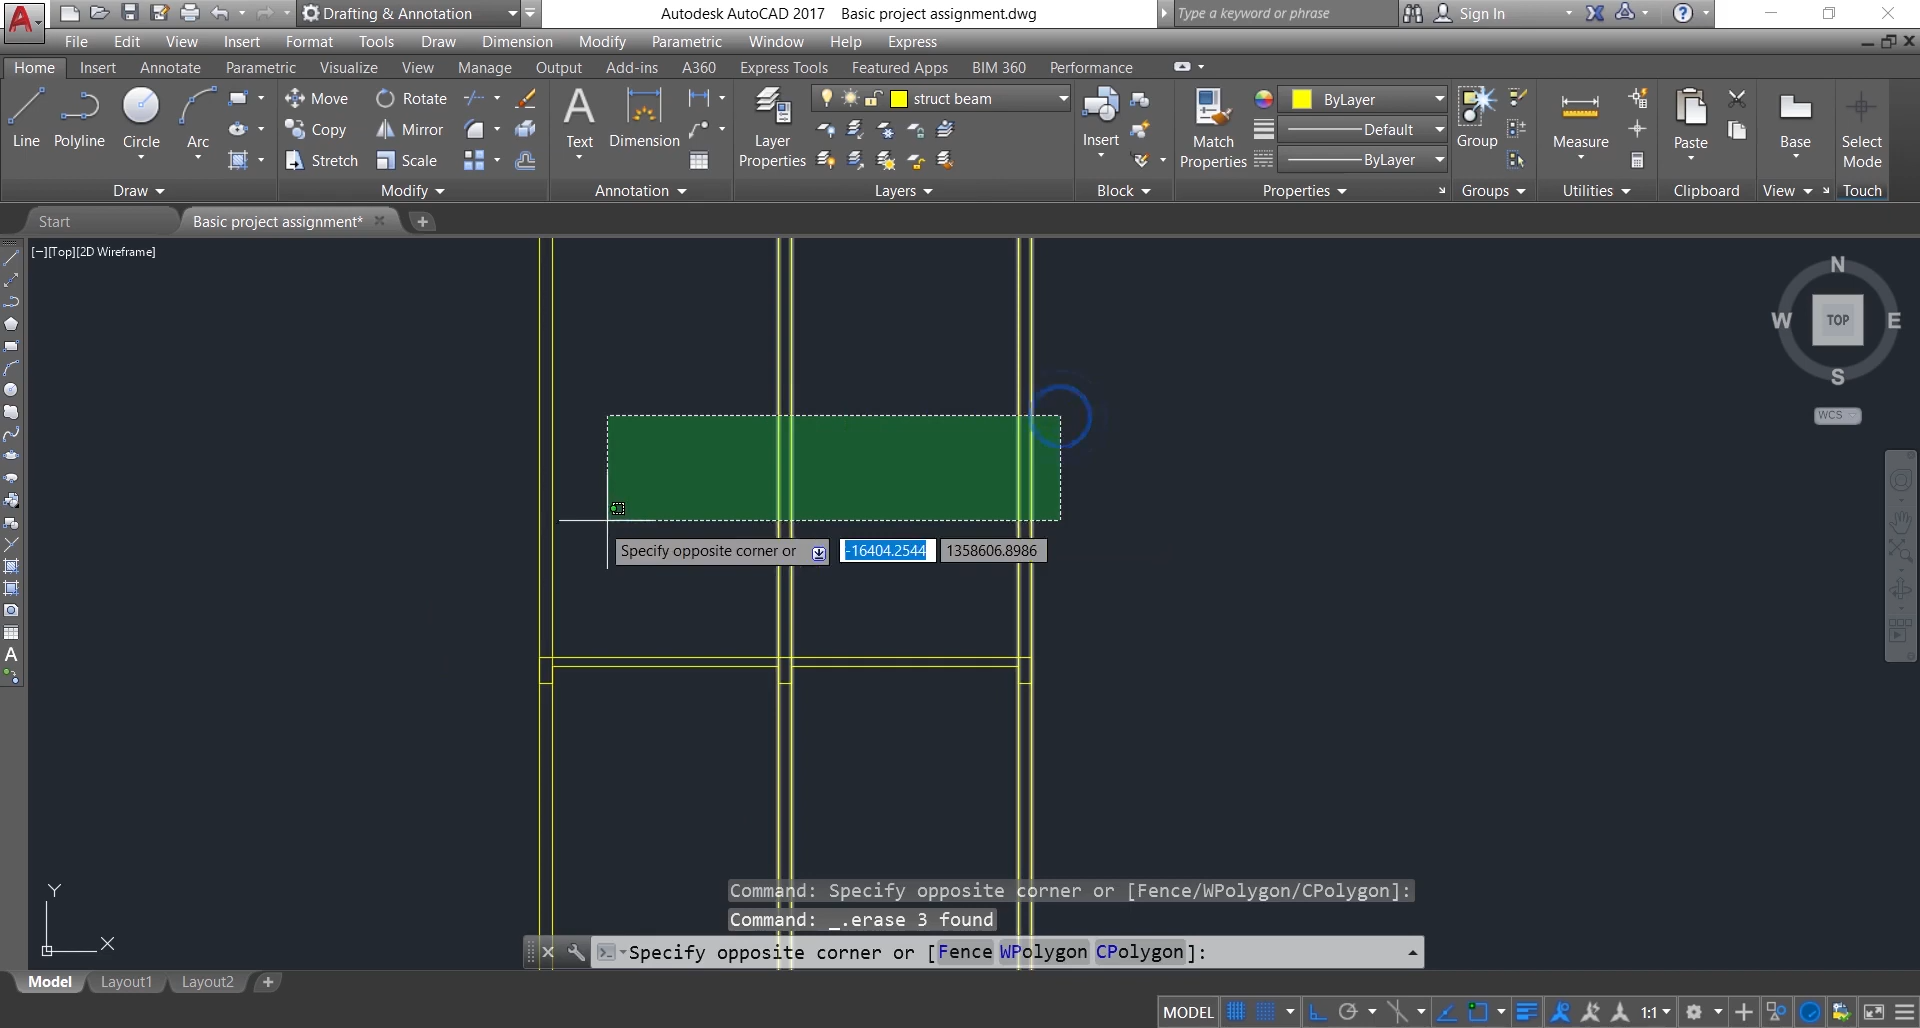 Drafting & Annotation
Autodesk AutoCAD 2017 Basic project assignment.dwg
Type a keyword or phrase
Sign In
File Edit View Insert Format Tools Draw Dimension Modify Parametric Window Help Express
Home Insert Annotate Parametric Visualize View Manage Output Add-ins A360 Express Tools Featured Apps BIM 360 Performance
Line Polyline Circle Arc
Move Rotate
Copy Mirror
Stretch Scale
A
Text Dimension
Layer
Properties
struct beam
Insert
Match
Properties
ByLayer
Default
ByLayer
Group
Measure
Paste
Base
Select
Mode
Draw Modify Annotation Layers Block Properties Groups Utilities Clipboard View Touch
Start Basic project assignment*
[−][Top][2D Wireframe]
N
W TOP E
S
WCS
Specify opposite corner or -16404.2544 1358606.8986
A
Y
X
Command: Specify opposite corner or [Fence/WPolygon/CPolygon]:
Command: _.erase 3 found
Specify opposite corner or [Fence WPolygon CPolygon]:
Model Layout1 Layout2
MODEL 1:1